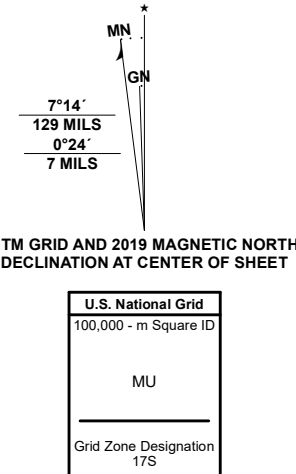 ★
MN
GN
7°14´
129 MILS
0°24´
7 MILS
TM GRID AND 2019 MAGNETIC NORTH
DECLINATION AT CENTER OF SHEET
U.S. National Grid
100,000 - m Square ID
MU
Grid Zone Designation
17S